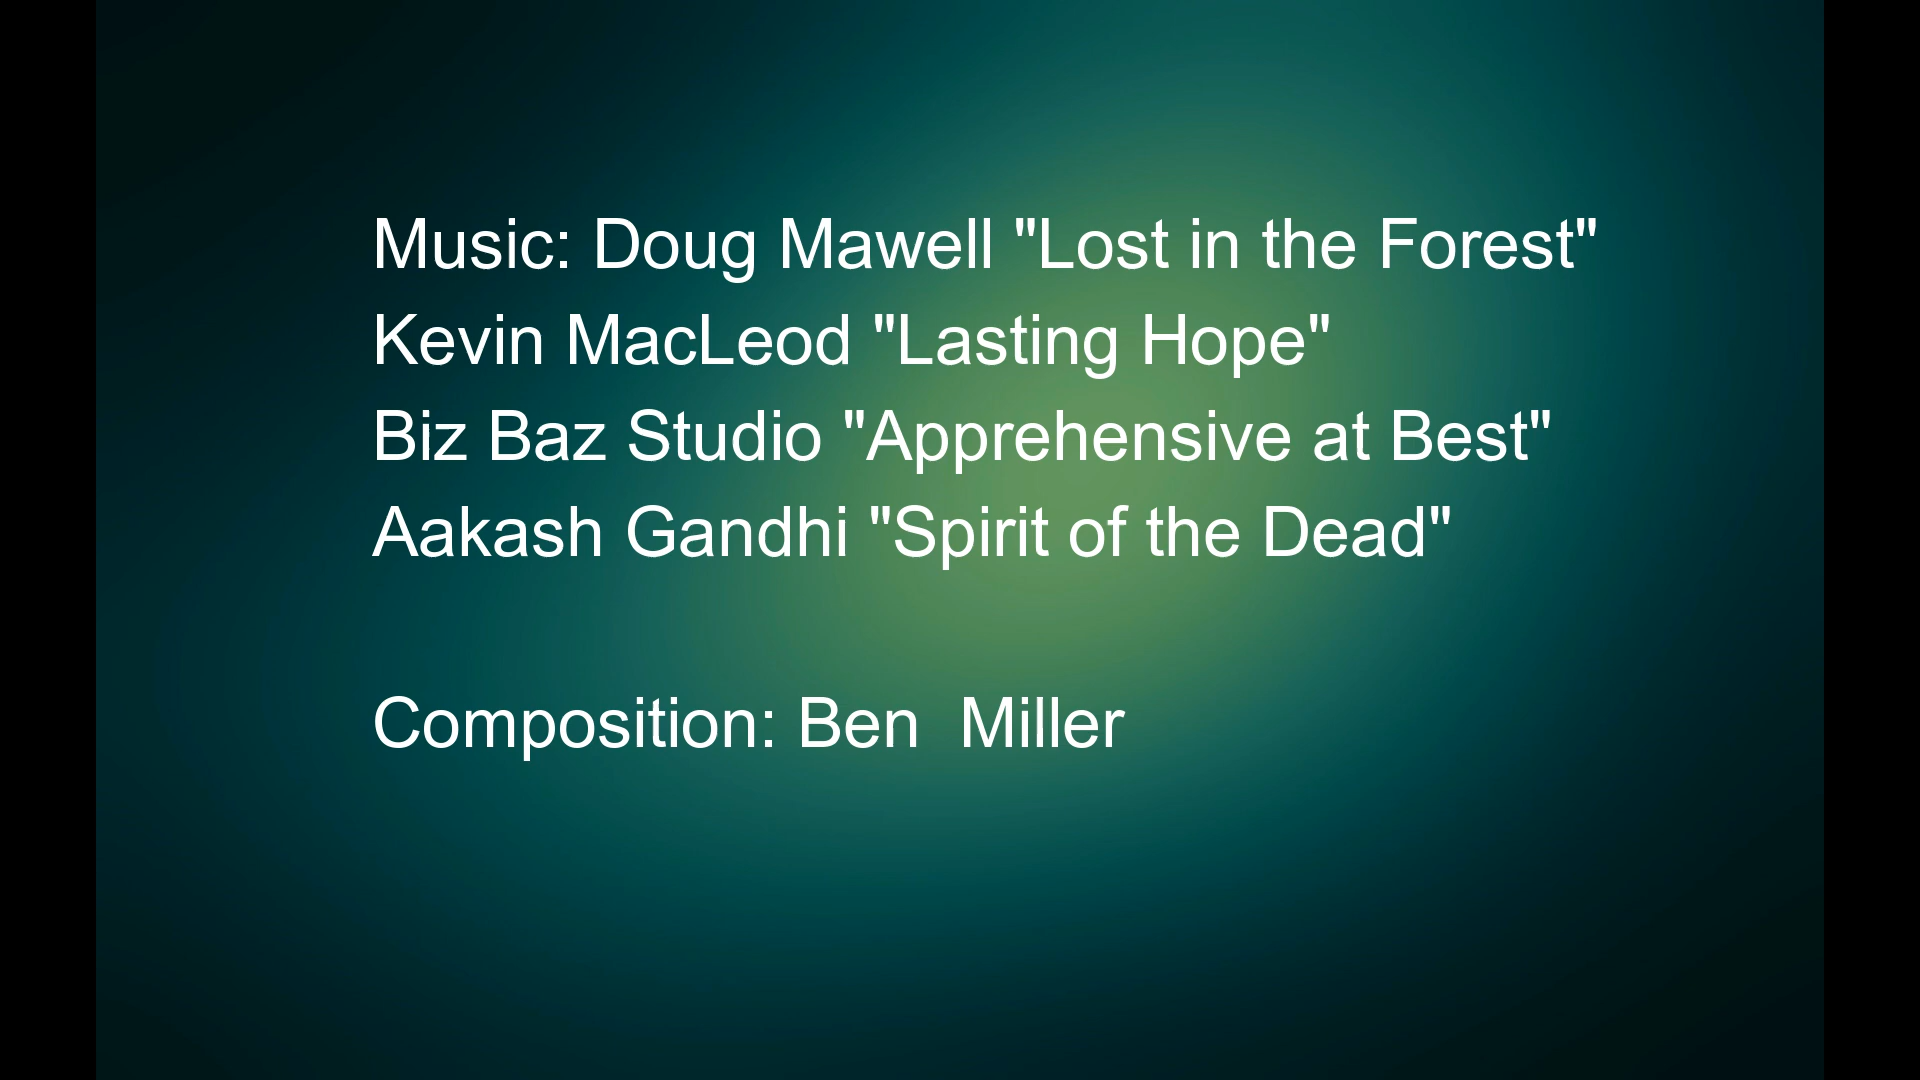 Music: Doug Mawell "Lost in the Forest"
Kevin MacLeod "Lasting Hope"
Biz Baz Studio "Apprehensive at Best"
Aakash Gandhi "Spirit of the Dead"
Composition: Ben  Miller